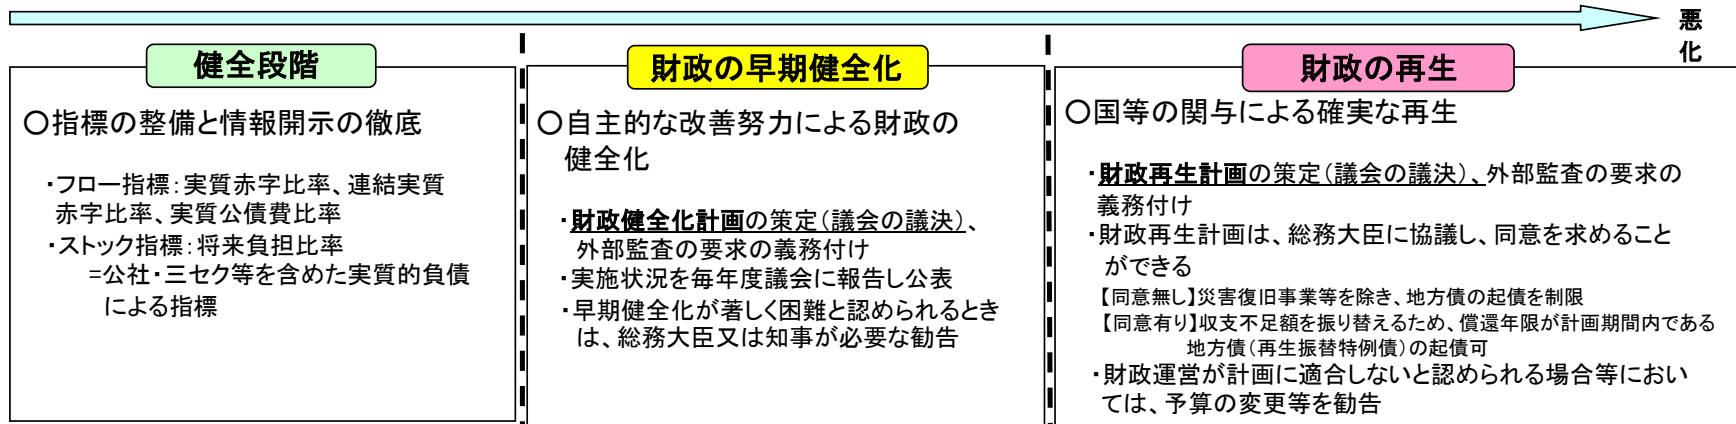 悪
化
健全段階
〇指標の整備と情報開示の徹底
・フロー指標：実質赤字比率、連結実質
赤字比率、実質公債費比率
・ストック指標：将来負担比率
=公社・三セク等を含めた実質的負債
による指標
財政の早期健全化
〇自主的な改善努力による財政の
健全化
・財政健全化計画の策定（議会の議決）、
外部監査の要求の義務付け
・実施状況を毎年度議会に報告し公表
・早期健全化が著しく困難と認められるとき
は、総務大臣又は知事が必要な勧告
財政の再生
〇国等の関与による確実な再生
・財政再生計画の策定（議会の議決）、外部監査の要求の
義務付け
・財政再生計画は、総務大臣に協議し、同意を求めること
ができる
【同意無し】災害復旧事業等を除き、地方債の起債を制限
【同意有り】収支不足額を振り替えるため、償還年限が計画期間内である
地方債（再生振替特例債）の起債可
・財政運営が計画に適合しないと認められる場合等におい
ては、予算の変更等を勧告